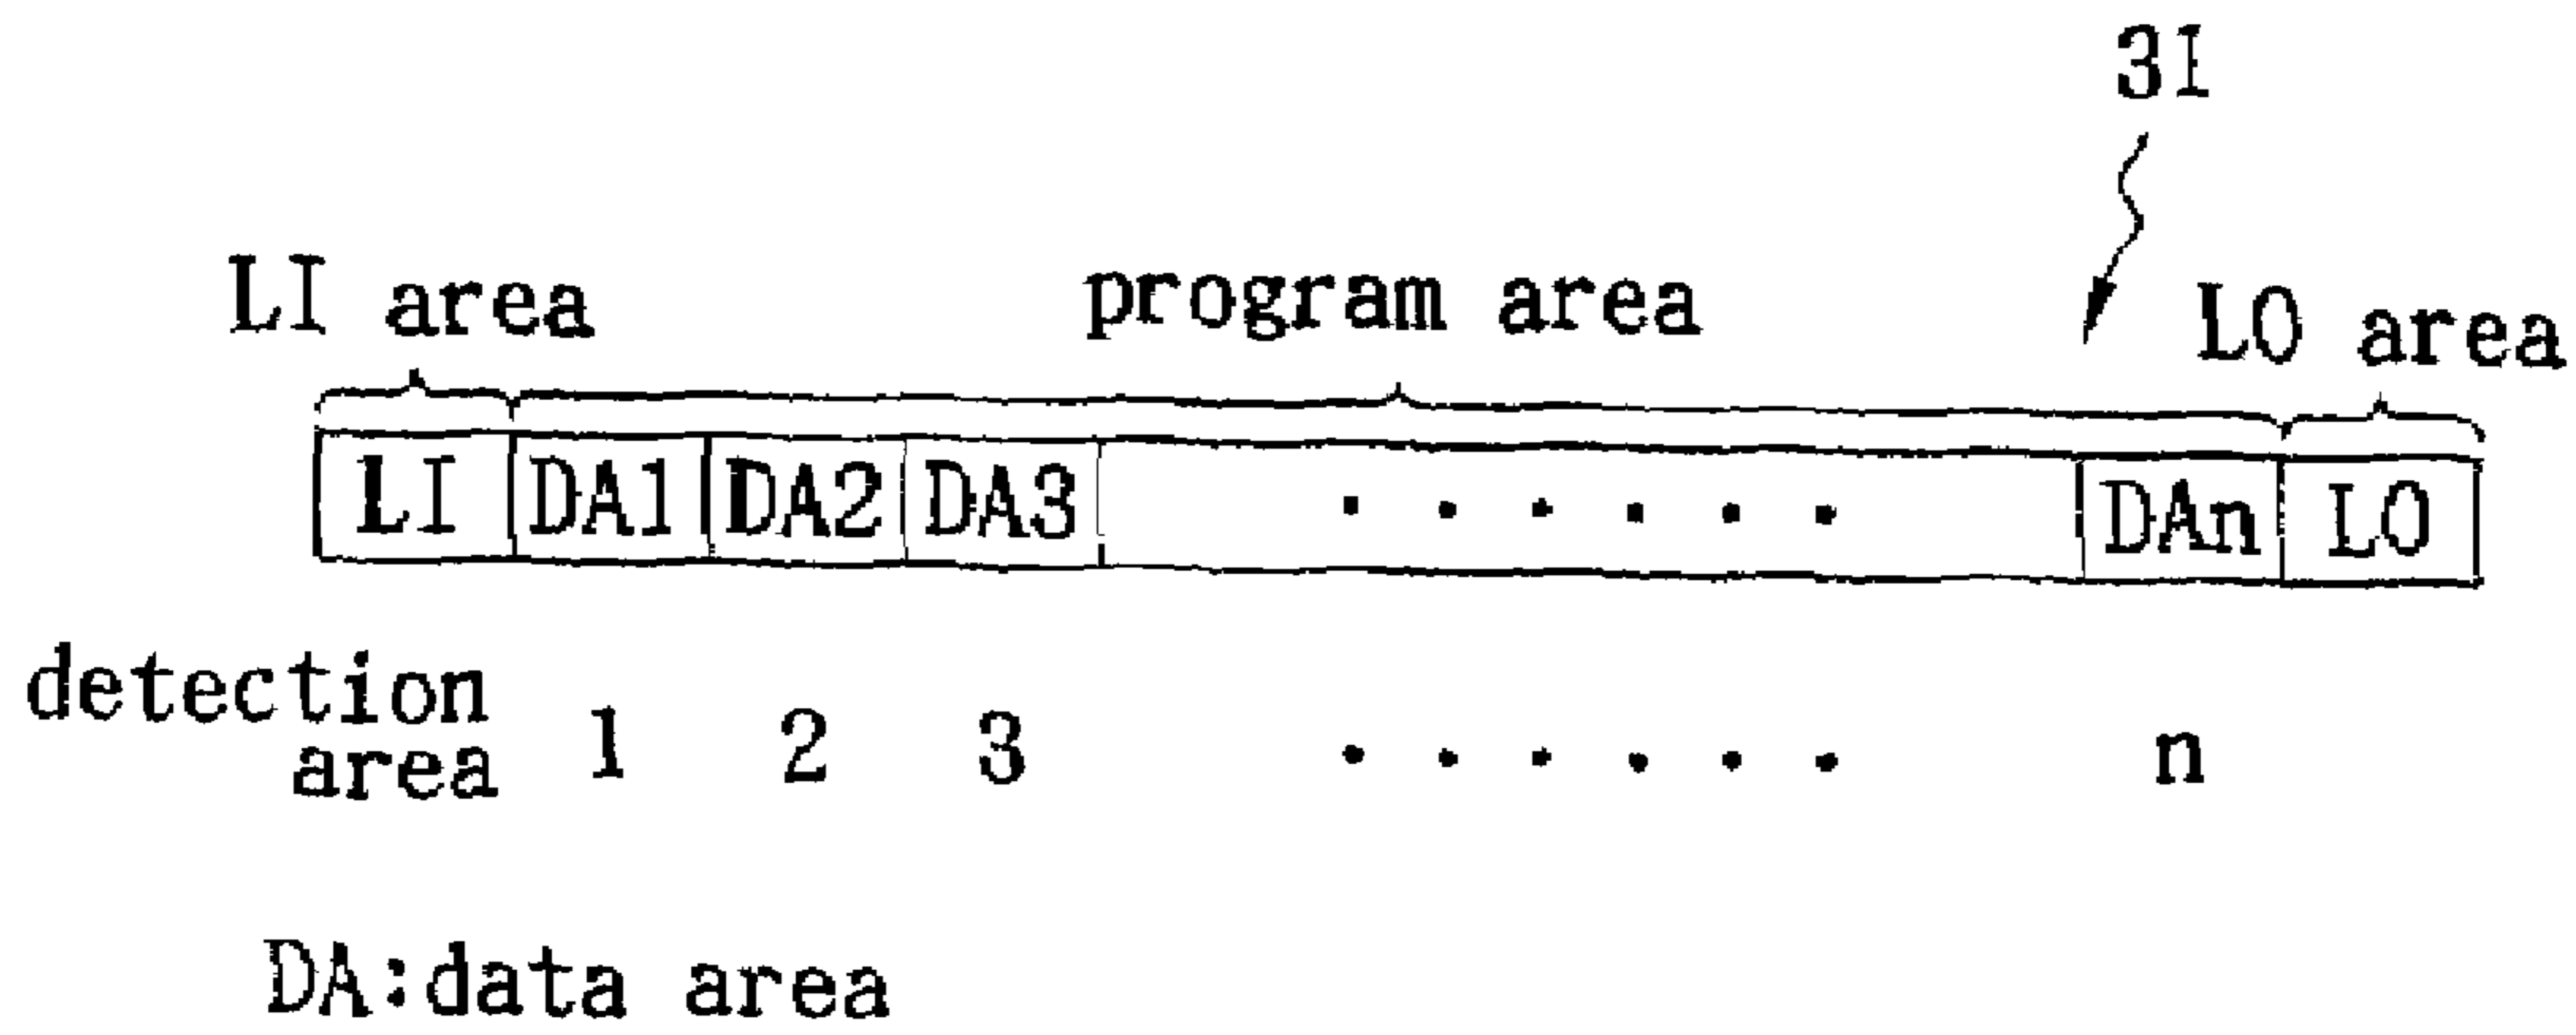 31
LI area program area LO area
LI DA1 DA2 DA3 · · · · · · DAn LO
detection
area 1 2 3 · · · · · · n
DA:data area